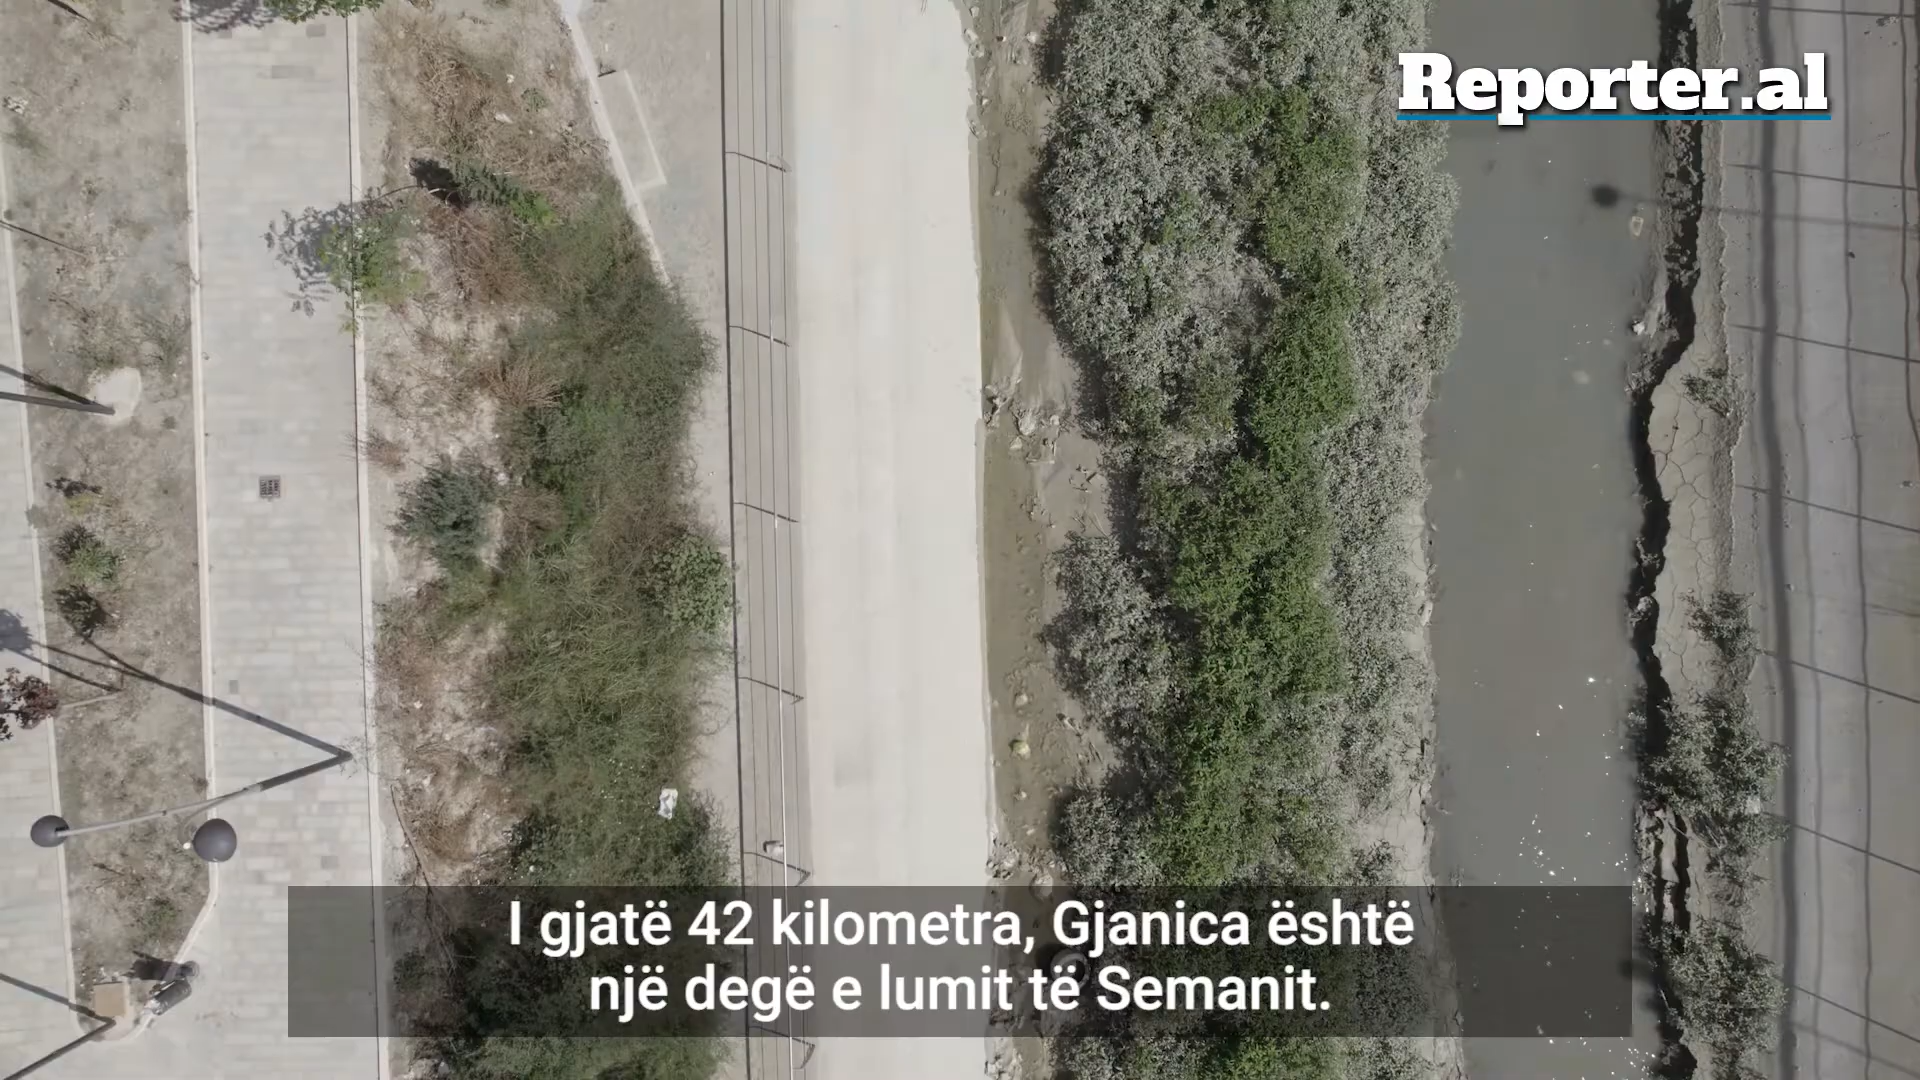 Reporter.al
I gjatë 42 kilometra, Gjanica është
një degë e lumit të Semanit.